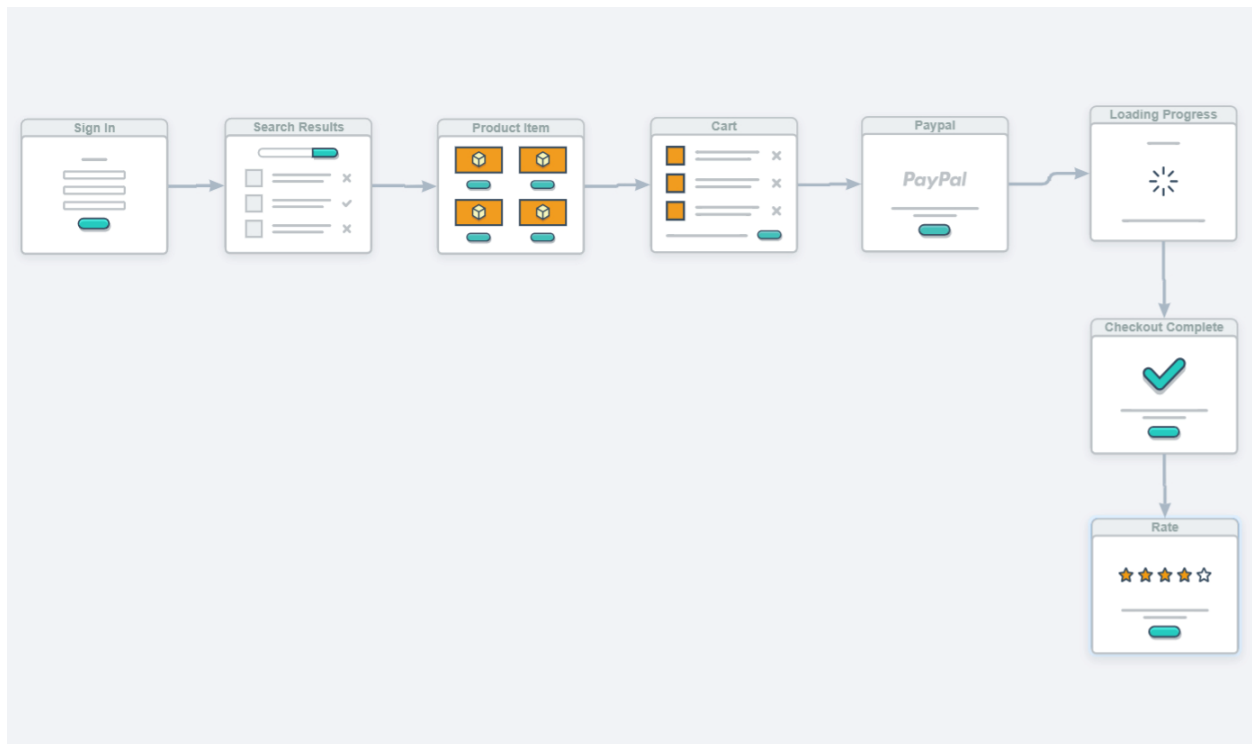 Sign In
Search Results
Product Item
Cart
Paypal
PayPal
Loading Progress
Checkout Complete
Rate